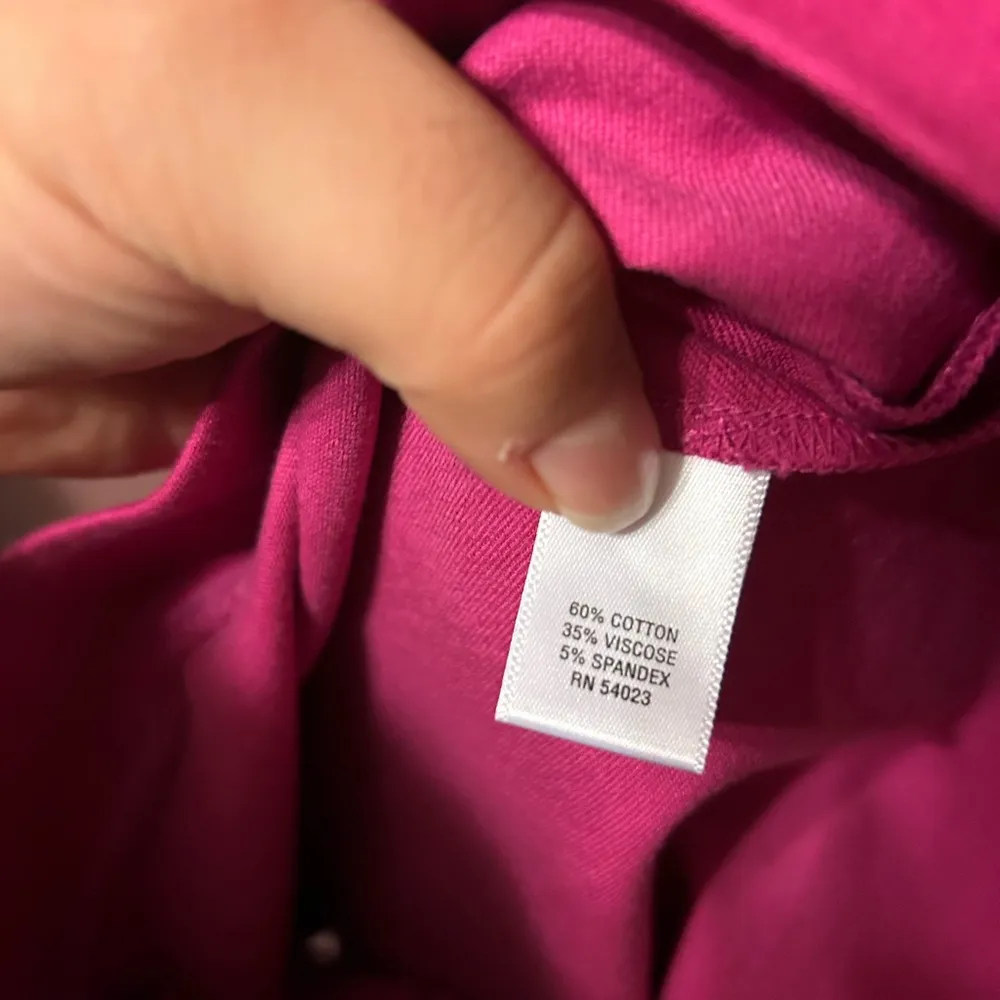 60% COTTON
35% VISCOSE
5% SPANDEX
RN 54023